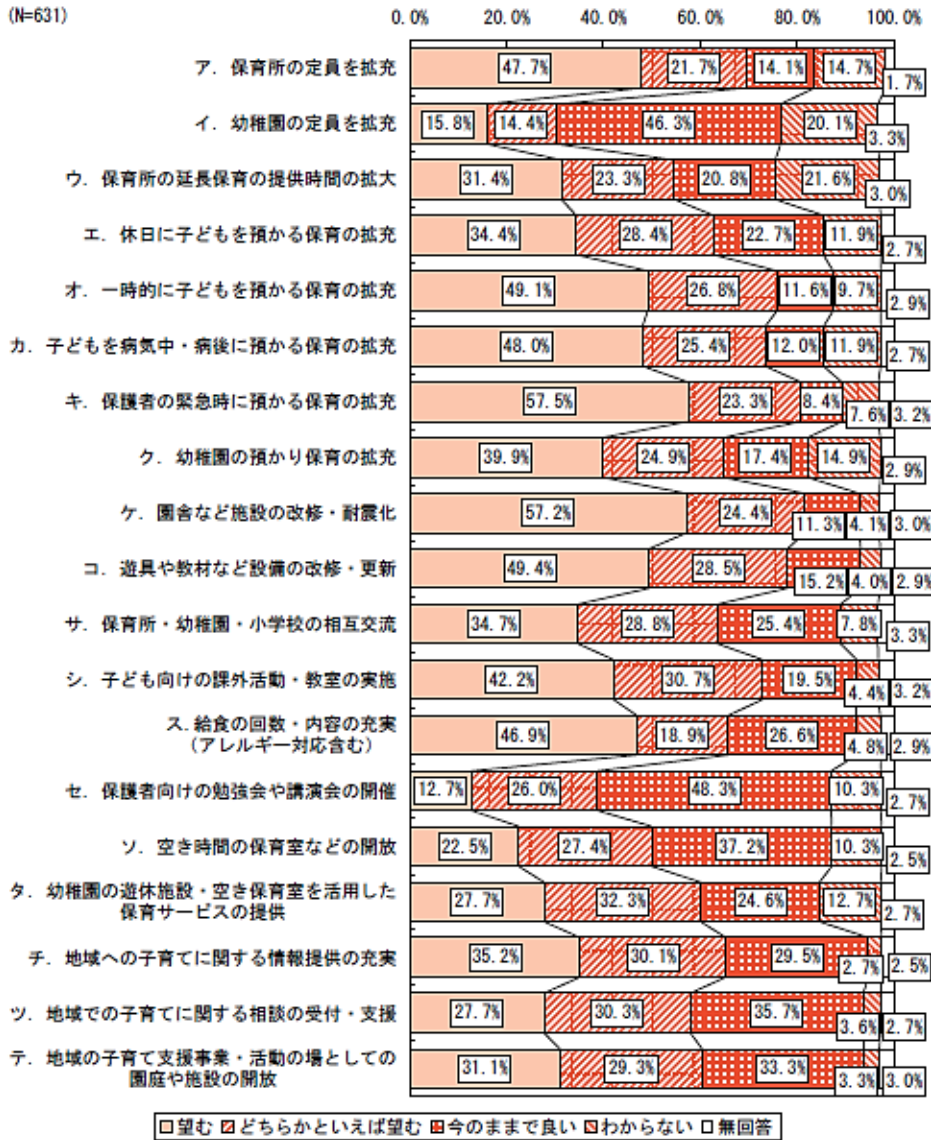 (N=631)
0.0% 20.0% 40.0% 60.0% 80.0% 100.0%
ア．保育所の定員を拡充 47.7% 21.7% 14.1% 14.7% 1.7%
イ．幼稚園の定員を拡充 15.8% 14.4% 46.3% 20.1% 3.3%
ウ．保育所の延長保育の提供時間の拡大 31.4% 23.3% 20.8% 21.6% 3.0%
エ．休日に子どもを預かる保育の拡充 34.4% 28.4% 22.7% 11.9% 2.7%
オ．一時的に子どもを預かる保育の拡充 49.1% 26.8% 11.6% 9.7% 2.9%
カ．子どもを病気中・病後に預かる保育の拡充 48.0% 25.4% 12.0% 11.9% 2.7%
キ．保護者の緊急時に預かる保育の拡充 57.5% 23.3% 8.4% 7.6% 3.2%
ク．幼稚園の預かり保育の拡充 39.9% 24.9% 17.4% 14.9% 2.9%
ケ．園舎など施設の改修・耐震化 57.2% 24.4% 11.3% 4.1% 3.0%
コ．遊具や教材など設備の改修・更新 49.4% 28.5% 15.2% 4.0% 2.9%
サ．保育所・幼稚園・小学校の相互交流 34.7% 28.8% 25.4% 7.8% 3.3%
シ．子ども向けの課外活動・教室の実施 42.2% 30.7% 19.5% 4.4% 3.2%
ス．給食の回数・内容の充実
（アレルギー対応含む） 46.9% 18.9% 26.6% 4.8% 2.9%
セ．保護者向けの勉強会や講演会の開催 12.7% 26.0% 48.3% 10.3% 2.7%
ソ．空き時間の保育室などの開放 22.5% 27.4% 37.2% 10.3% 2.5%
タ．幼稚園の遊休施設・空き保育室を活用した
保育サービスの提供 27.7% 32.3% 24.6% 12.7% 2.7%
チ．地域への子育てに関する情報提供の充実 35.2% 30.1% 29.5% 2.7% 2.5%
ツ．地域での子育てに関する相談の受付・支援 27.7% 30.3% 35.7% 3.6% 2.7%
テ．地域の子育て支援事業・活動の場としての
園庭や施設の開放 31.1% 29.3% 33.3% 3.3% 3.0%
望む どちらかといえば望む 今のままで良い わからない 無回答